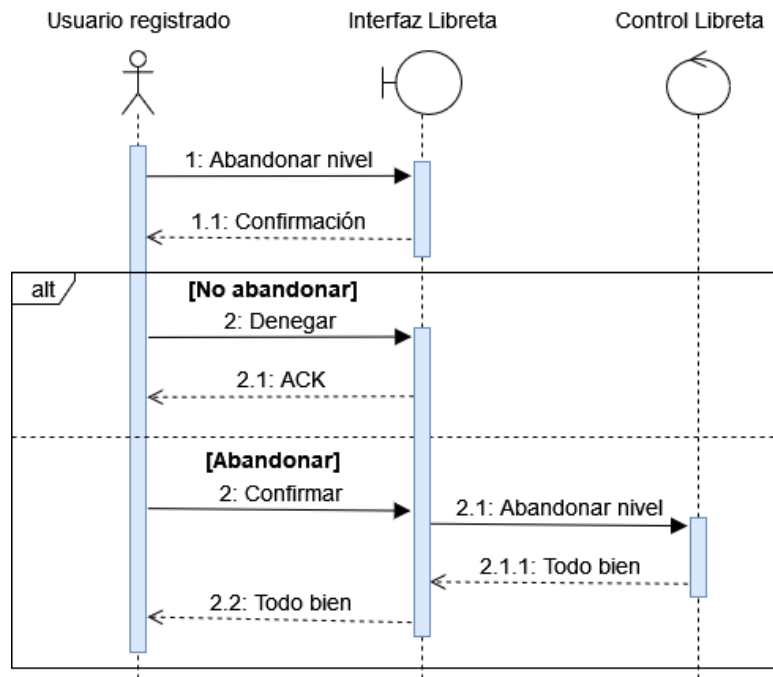 Usuario registrado
Interfaz Libreta
Control Libreta
1: Abandonar nivel
1.1: Confirmación
alt
[No abandonar]
2: Denegar
2.1: ACK
[Abandonar]
2: Confirmar
2.1: Abandonar nivel
2.1.1: Todo bien
2.2: Todo bien